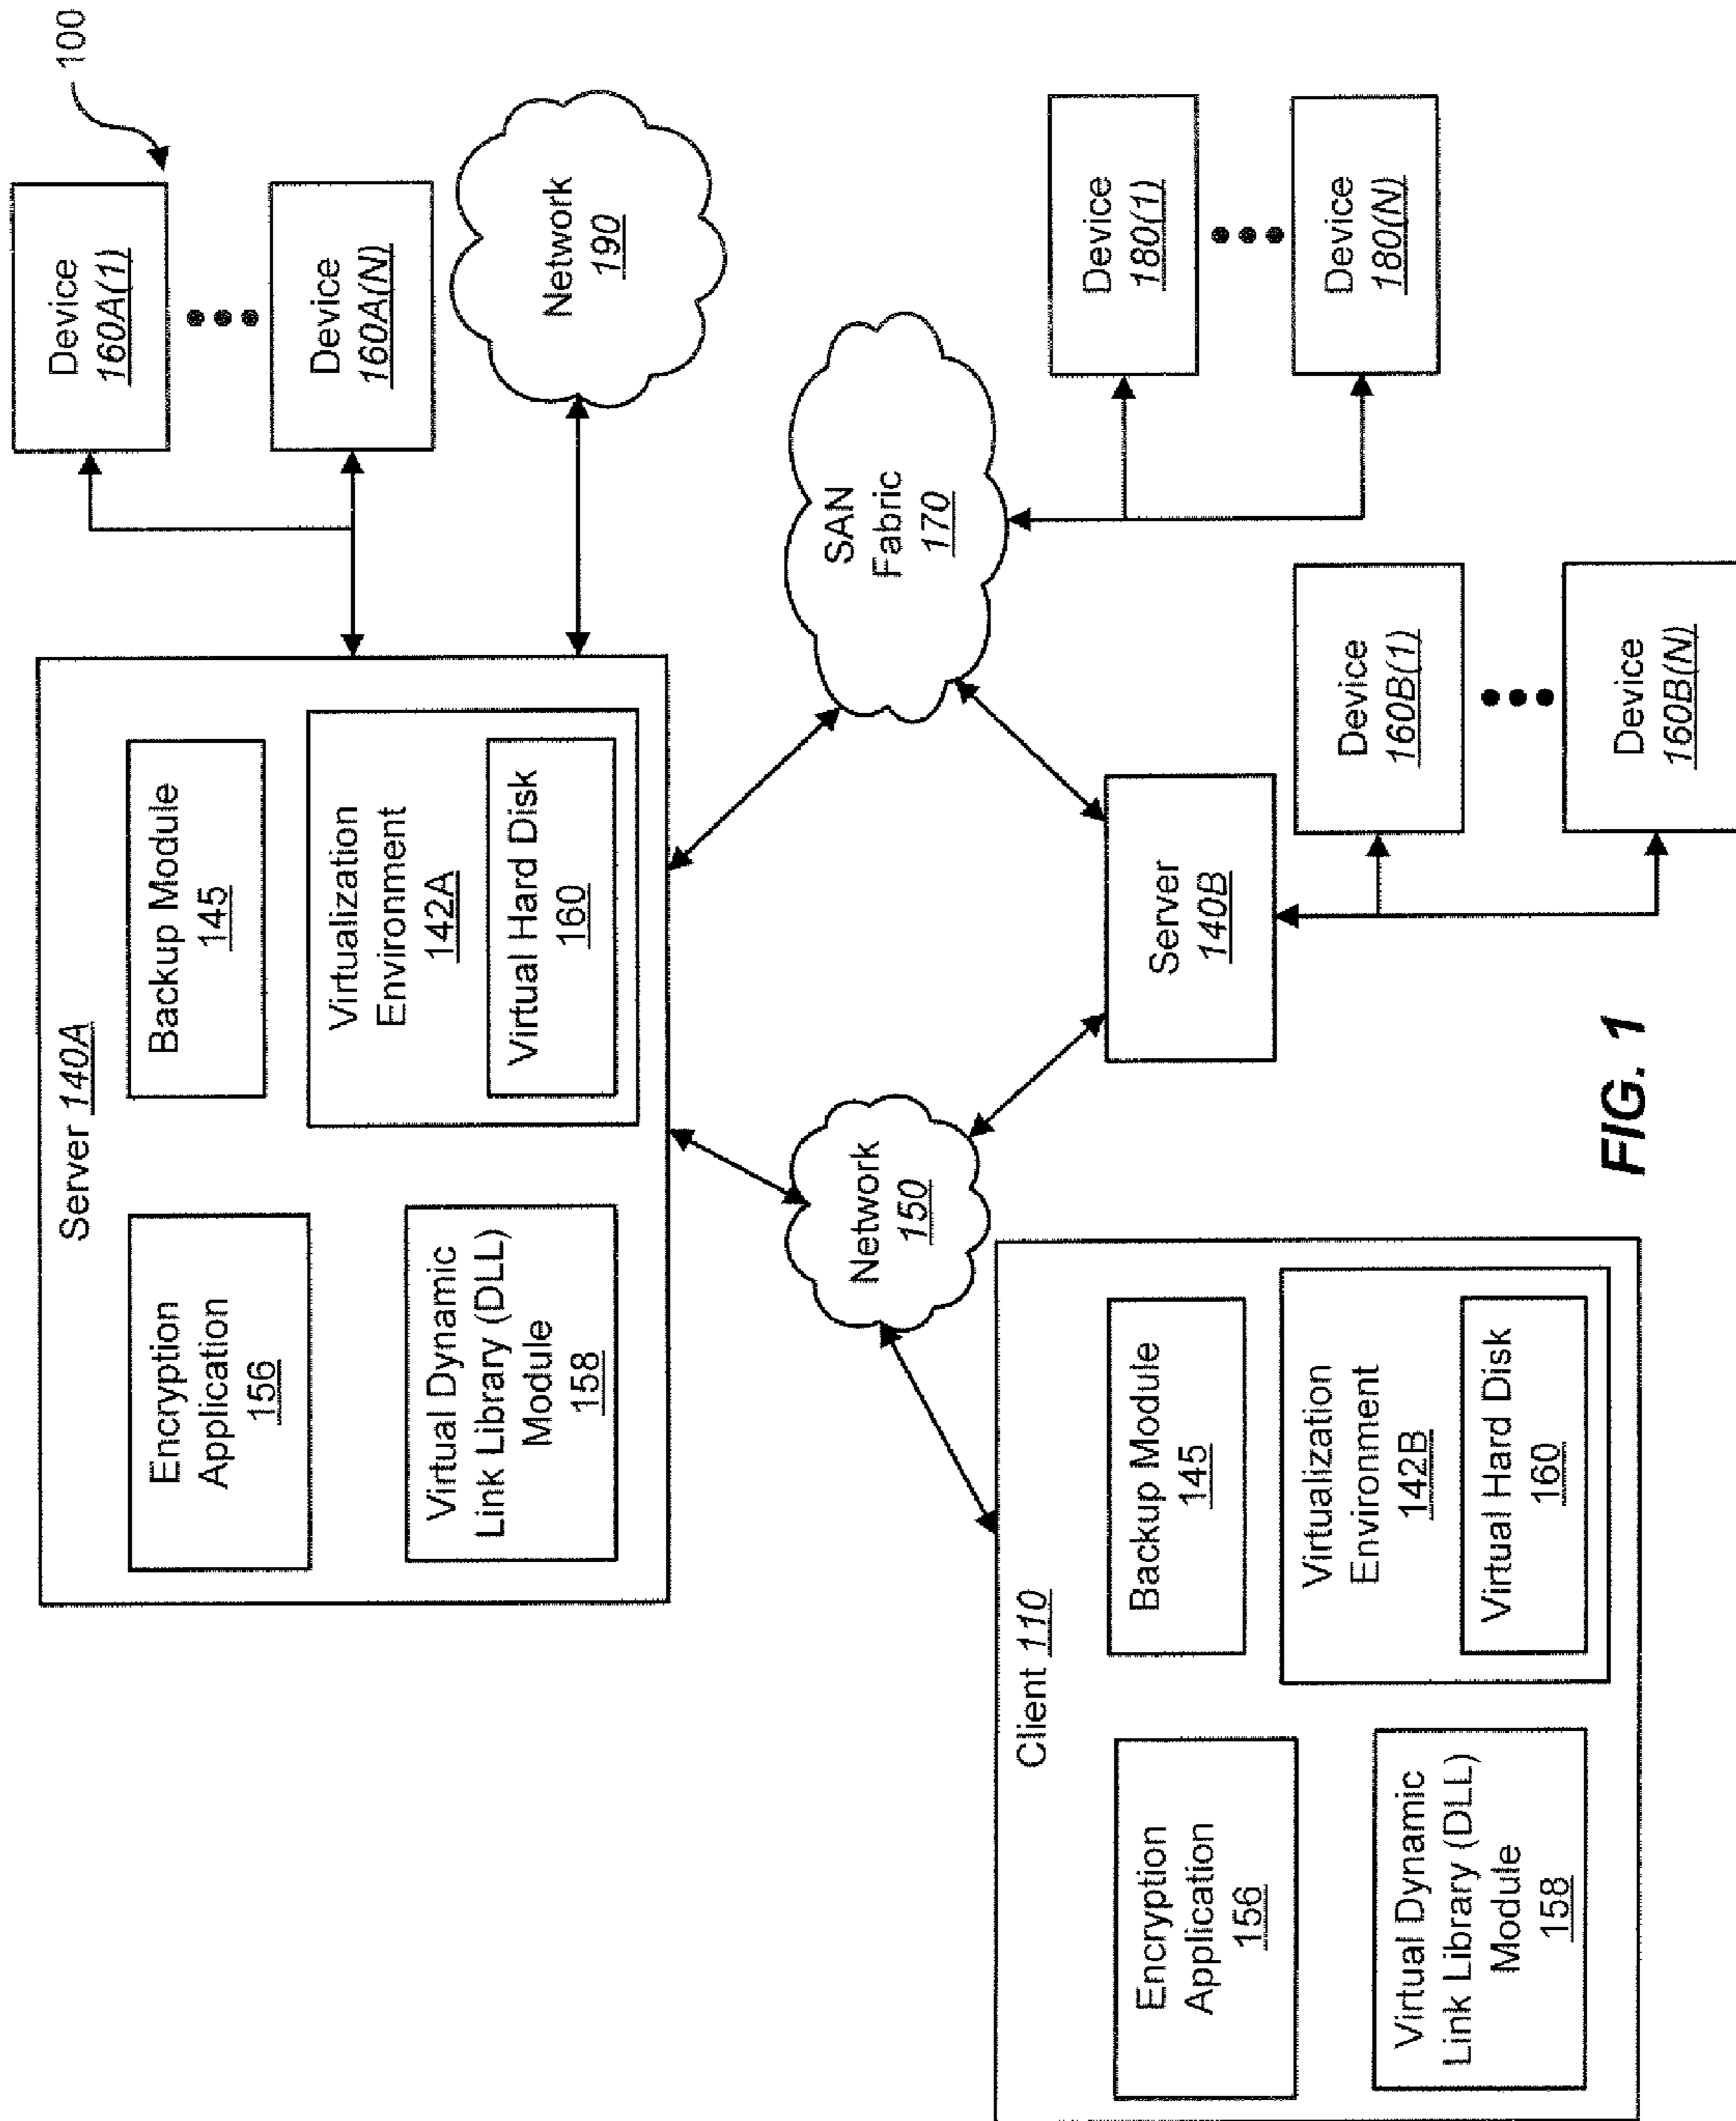 100
Server 140A
Encryption
Application
156
Backup Module
145
Virtual Dynamic
Link Library (DLL)
Module
158
Virtualization
Environment
142A
Virtual Hard Disk
160
Device
160A(1)
Device
160A(N)
Network
190
Network
150
SAN
Fabric
170
Device
180(1)
Device
180(N)
Client 110
Encryption
Application
156
Backup Module
145
Virtual Dynamic
Link Library (DLL)
Module
158
Virtualization
Environment
142B
Virtual Hard Disk
160
Server
140B
Device
160B(1)
Device
160B(N)
FIG. 1